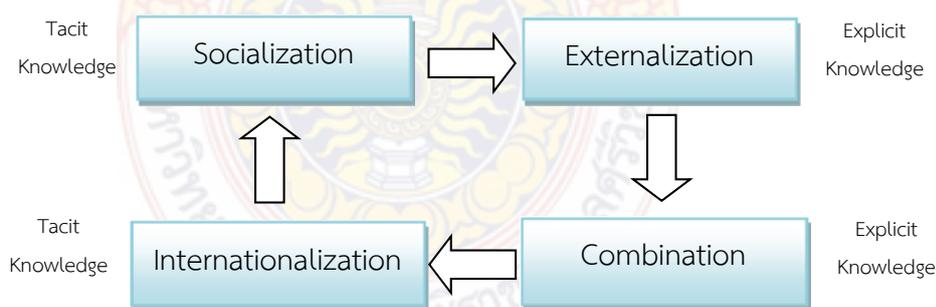 Tacit
Knowledge
Socialization
Externalization
Explicit
Knowledge
Tacit
Knowledge
Internationalization
Combination
Explicit
Knowledge